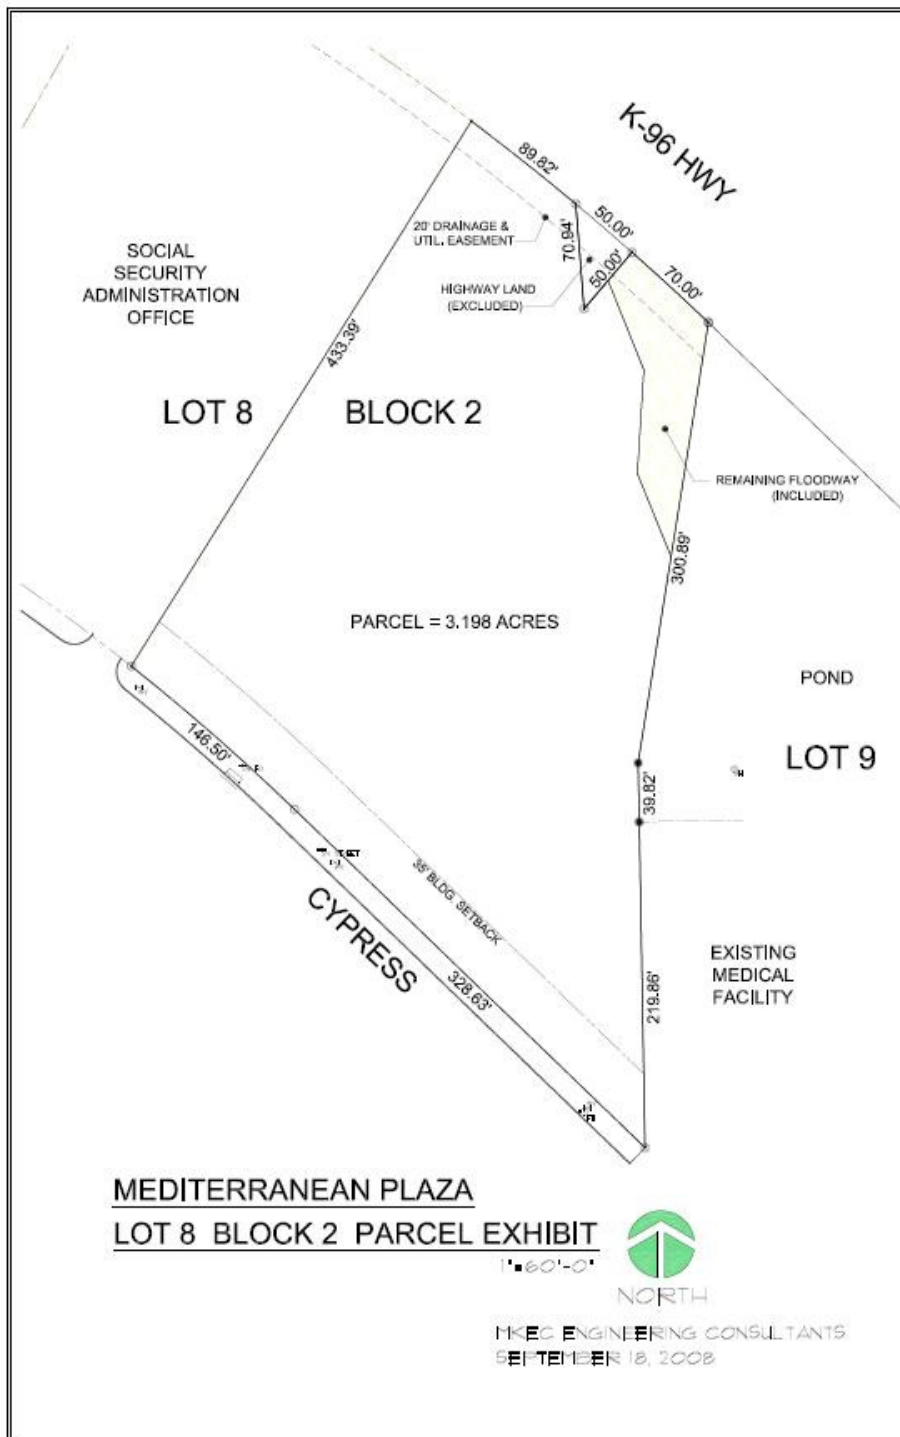 K-96 HWY
89.82'
50.00'
20' DRAINAGE &
UTIL. EASEMENT
70.94'
50.00'
70.00'
SOCIAL
SECURITY
ADMINISTRATION
OFFICE
HIGHWAY LAND
(EXCLUDED)
433.39'
LOT 8
BLOCK 2
REMAINING FLOODWAY
(INCLUDED)
300.89'
PARCEL = 3.198 ACRES
POND
LOT 9
146.50'
39.82'
35' BLDG. SETBACK
CYPRESS
328.63'
219.86'
EXISTING
MEDICAL
FACILITY
MEDITERRANEAN PLAZA
LOT 8 BLOCK 2 PARCEL EXHIBIT
1"=60'-0"
NORTH
MKEC ENGINEERING CONSULTANTS
SEPTEMBER 18, 2008